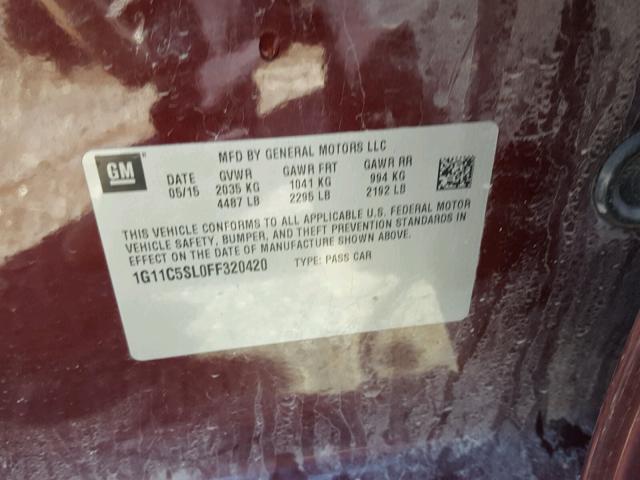 MFD BY GENERAL MOTORS LLC
GM DATE GVWR GAWR FRT GAWR RR
05/15 2035 KG 1041 KG 994 KG
4487 LB 2295 LB 2192 LB
THIS VEHICLE CONFORMS TO ALL APPLICABLE U.S. FEDERAL MOTOR
VEHICLE SAFETY, BUMPER, AND THEFT PREVENTION STANDARDS IN
EFFECT ON THE DATE OF MANUFACTURE SHOWN ABOVE.
1G11C5SL0FF320420 TYPE: PASS CAR